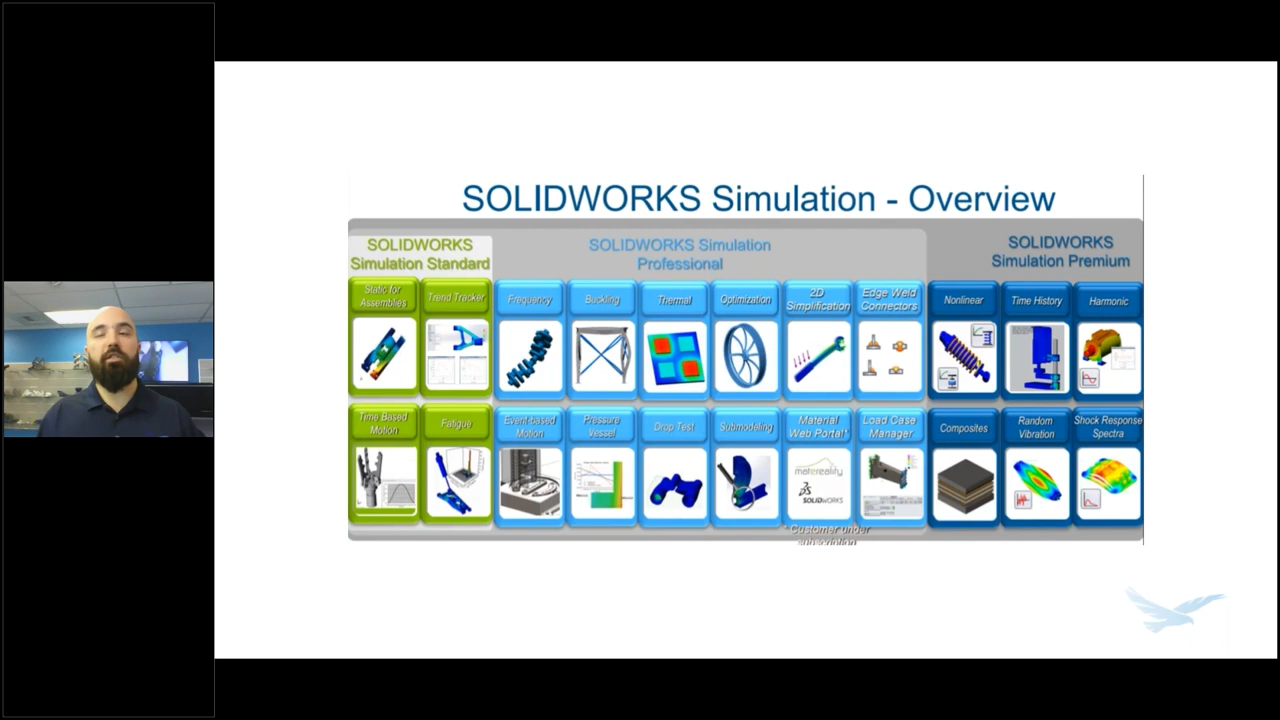 SOLIDWORKS Simulation - Overview
SOLIDWORKS
Simulation Standard
SOLIDWORKS Simulation
Professional
SOLIDWORKS
Simulation Premium
Static for
Assemblies
Trend Tracker
Frequency
Buckling
Thermal
Optimization
2D
Simplification
Edge Weld
Connectors
Nonlinear
Time History
Harmonic
Time Based
Motion
Fatigue
Event-based
Motion
Pressure
Vessel
Drop Test
Submodeling
Material
Web Portal*
Load Case
Manager
Composites
Random
Vibration
Shock Response
Spectra
matereality
SOLIDWORKS
* Customer under
subscription